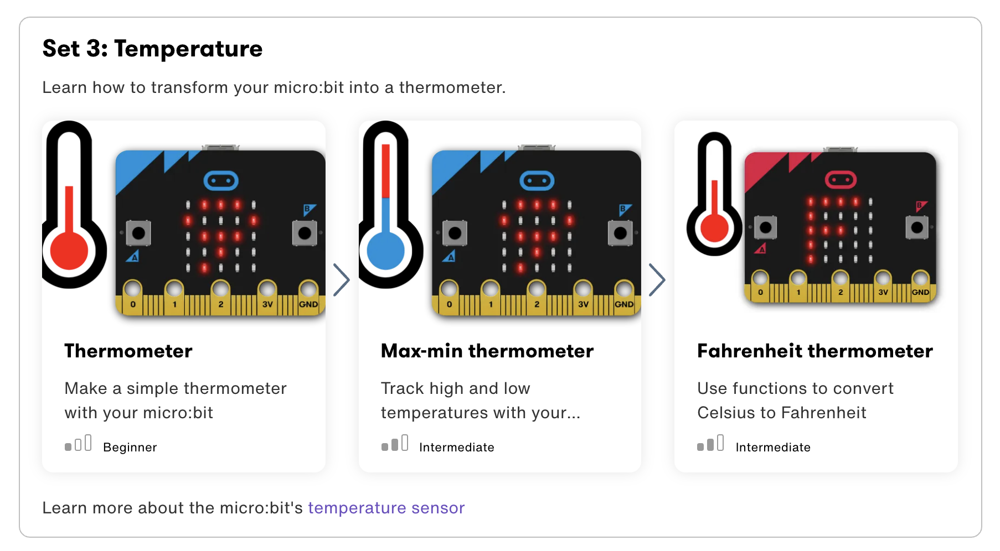 Set 3: Temperature
Learn how to transform your micro:bit into a thermometer.
B
A
0 1 2 3V GND
B
A
0 1 2 3V GND
B
A
0 1 2 3V GND
Thermometer
Make a simple thermometer
with your micro:bit
Beginner
Max-min thermometer
Track high and low
temperatures with your...
Intermediate
Fahrenheit thermometer
Use functions to convert
Celsius to Fahrenheit
Intermediate
Learn more about the micro:bit's temperature sensor